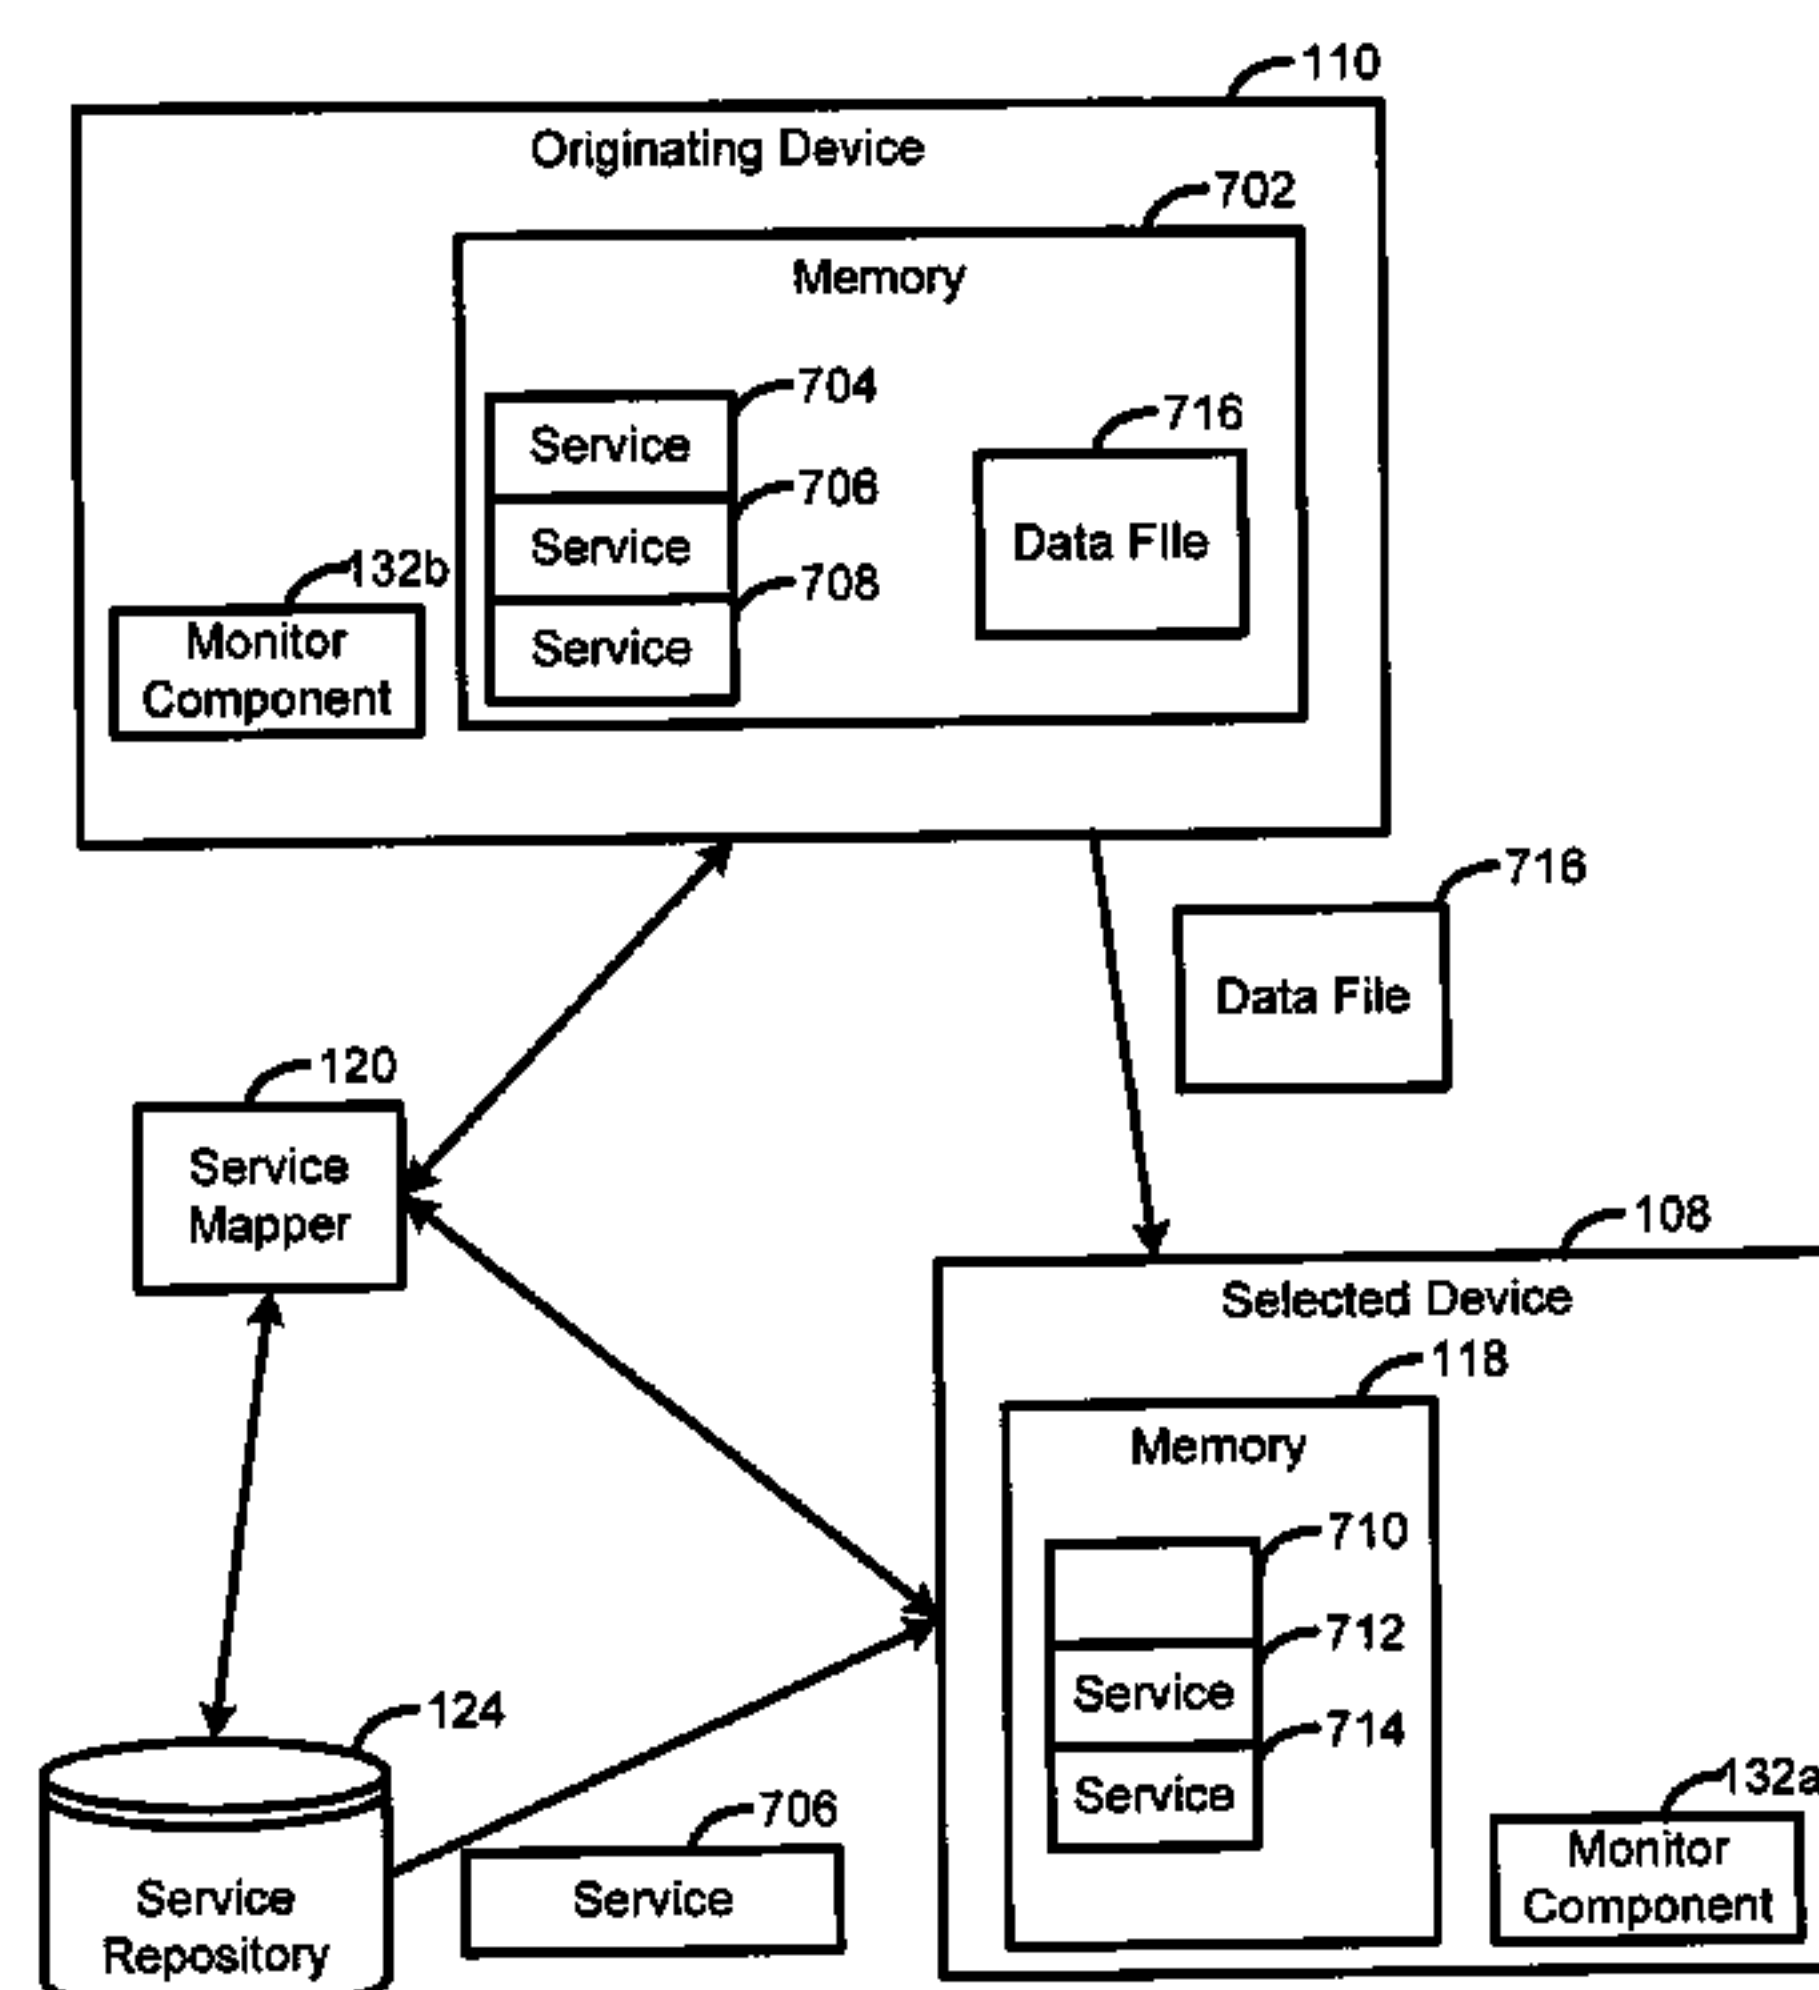 110
Originating Device
702
Memory
704
Service
716
706
Service
Data File
132b
708
Monitor
Component
Service
716
Data File
120
Service
Mapper
108
Selected Device
118
Memory
710
712
Service
714
Service
124
132a
Monitor
Component
706
Service
Service
Repository